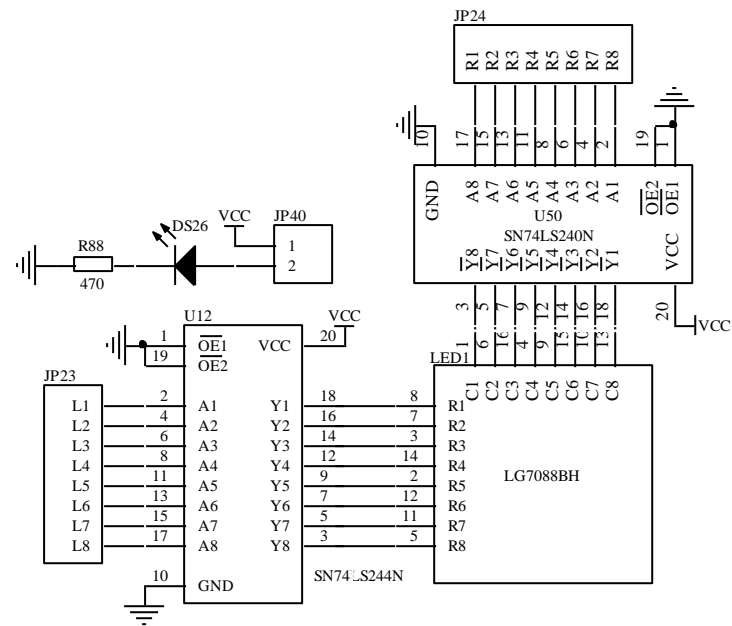 JP24
R1 R2 R3 R4 R5 R6 R7 R8
10 17 15 13 11 8 6 4 2 19 1
GND A8 A7 A6 A5 A4 A3 A2 A1 OE2 OE1
U50
SN74LS240N
Y8 Y7 Y6 Y5 Y4 Y3 Y2 Y1 VCC
3 5 7 9 12 14 16 18 20
VCC
1 6 16 4 9 15 10 13
DS26
VCC
JP40
R88
1
2
470
U12
1 OE1 VCC 20 VCC
19 OE2
LED1
C1 C2 C3 C4 C5 C6 C7 C8
JP23
L1 2 A1 Y1 18 8 R1
L2 4 A2 Y2 16 7 R2
L3 6 A3 Y3 14 3 R3
L4 8 A4 Y4 12 14 R4
L5 11 A5 Y5 9 2 R5
L6 13 A6 Y6 7 12 R6
L7 15 A7 Y7 5 11 R7
L8 17 A8 Y8 3 5 R8
LG7088BH
10 GND
SN74LS244N